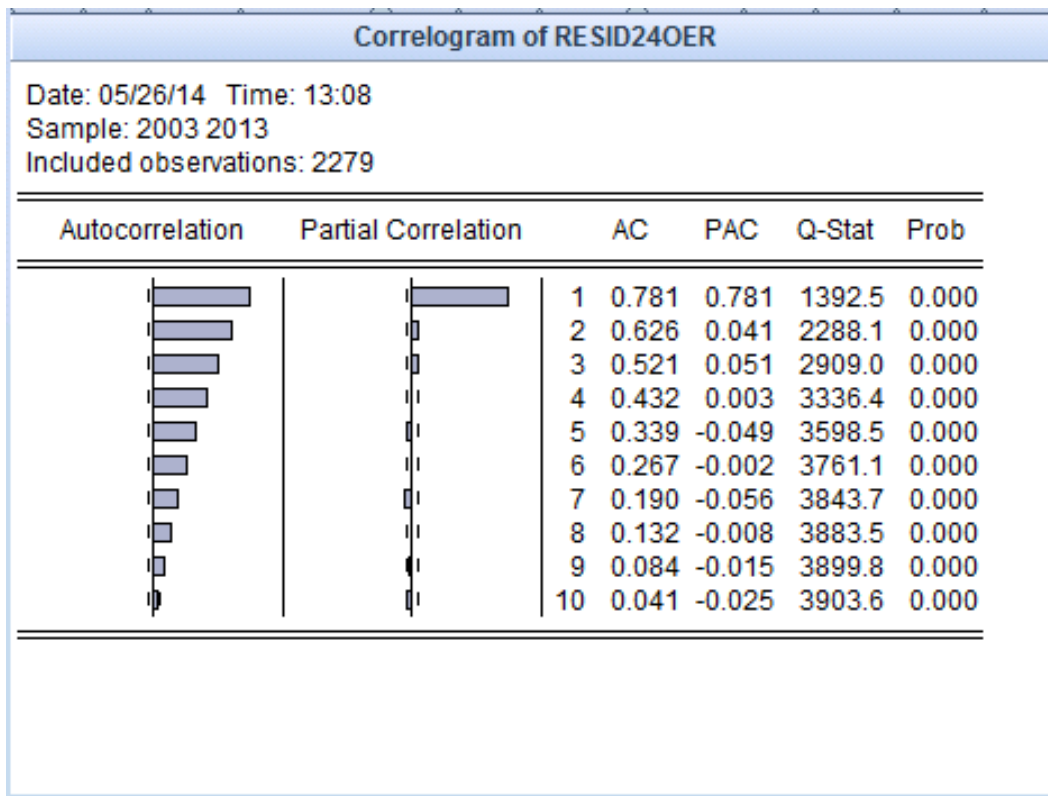 Correlogram of RESID24OER
Date: 05/26/14 Time: 13:08
Sample: 2003 2013
Included observations: 2279
Autocorrelation Partial Correlation AC PAC Q-Stat Prob
1 0.781 0.781 1392.5 0.000
2 0.626 0.041 2288.1 0.000
3 0.521 0.051 2909.0 0.000
4 0.432 0.003 3336.4 0.000
5 0.339 -0.049 3598.5 0.000
6 0.267 -0.002 3761.1 0.000
7 0.190 -0.056 3843.7 0.000
8 0.132 -0.008 3883.5 0.000
9 0.084 -0.015 3899.8 0.000
10 0.041 -0.025 3903.6 0.000